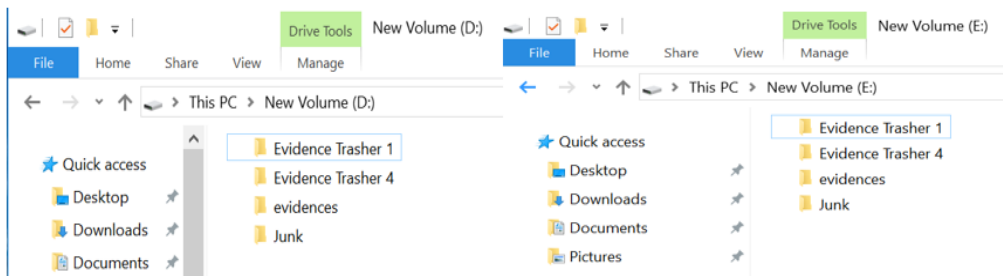 Drive Tools New Volume (D:)
File Home Share View Manage
This PC > New Volume (D:)
Quick access
Desktop
Downloads
Documents
Evidence Trasher 1
Evidence Trasher 4
evidences
Junk
Drive Tools New Volume (E:)
File Home Share View Manage
This PC > New Volume (E:)
Quick access
Desktop
Downloads
Documents
Pictures
Evidence Trasher 1
Evidence Trasher 4
evidences
Junk